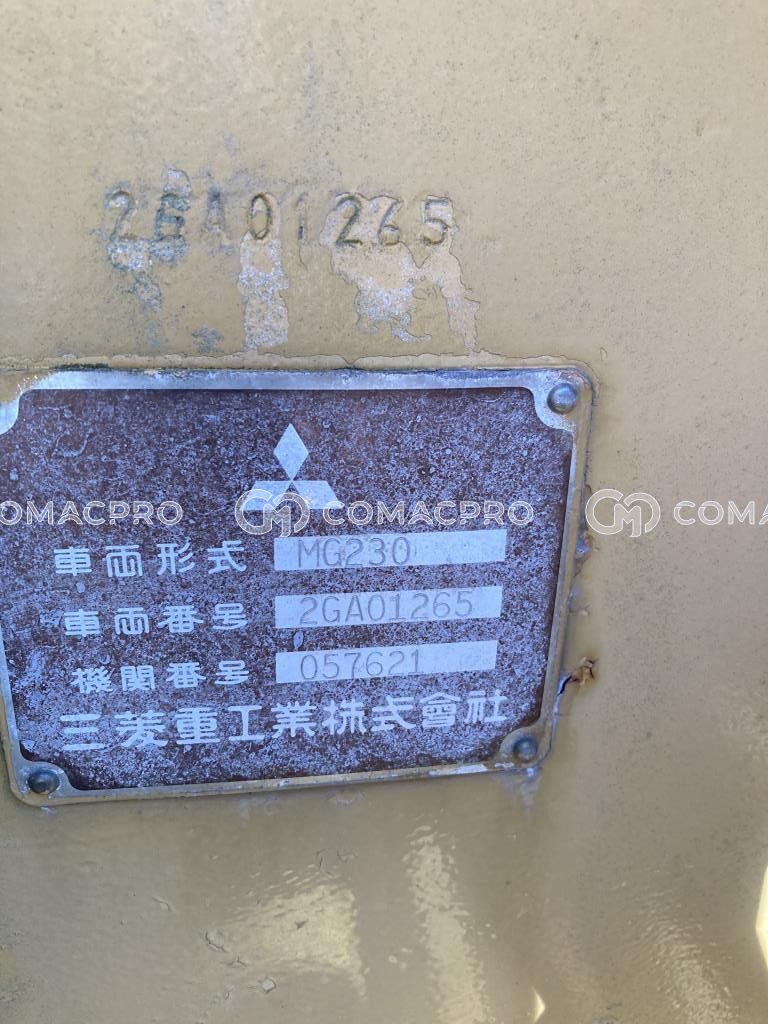 2GA01265
COMACPRO COMACPRO COMA
車両形式 MG230
車両番号 2GA01265
機関番号 057621
三菱重工業株式會社